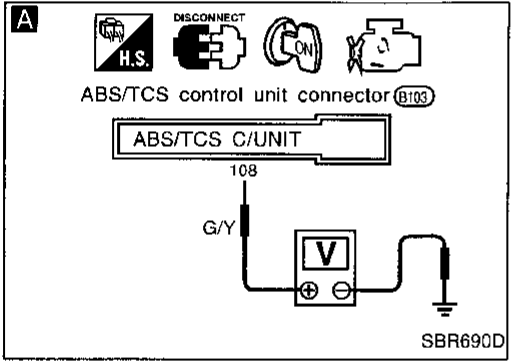 A
DISCONNECT
H.S.
ON
ABS/TCS control unit connector B103
ABS/TCS C/UNIT
108
G/Y
V
+ −
SBR690D